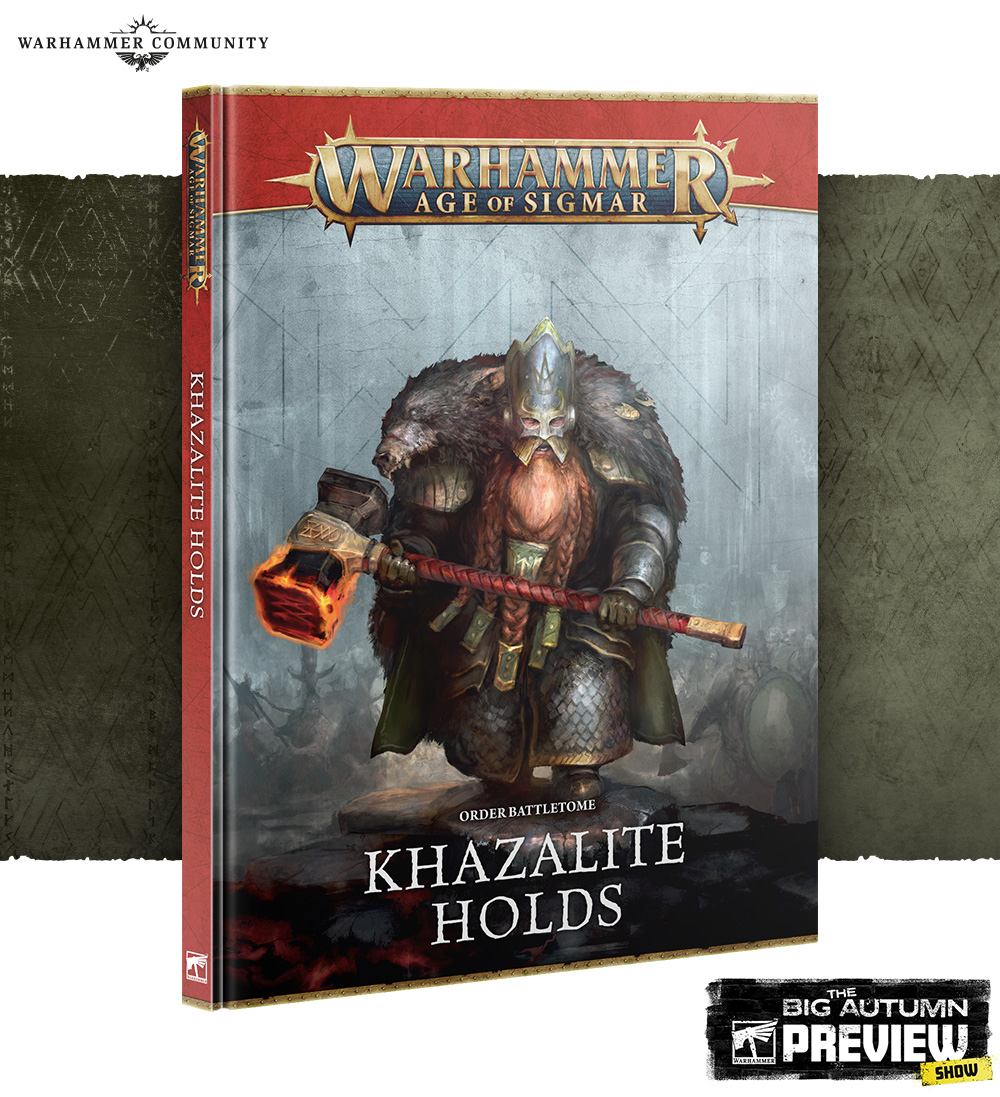 WARHAMMER COMMUNITY
WARHAMMER
AGE OF SIGMAR
WARHAMMER
AGE OF SIGMAR
KHAZALITE HOLDS
ORDER BATTLETOME
KHAZALITE
HOLDS
WARHAMMER
THE
BIG AUTUMN
PREVIEW
SHOW
WARHAMMER